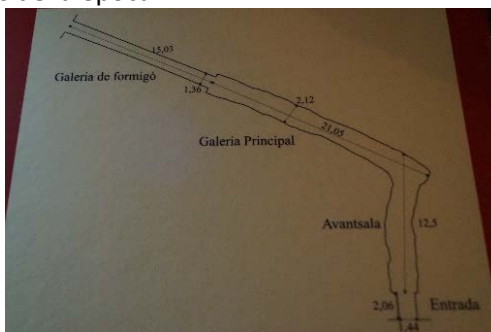 15,03
Galería de formigó
1,36
2,12
Galeria Principal
21,05
Avantsala
12,5
2,06
Entrada
,44